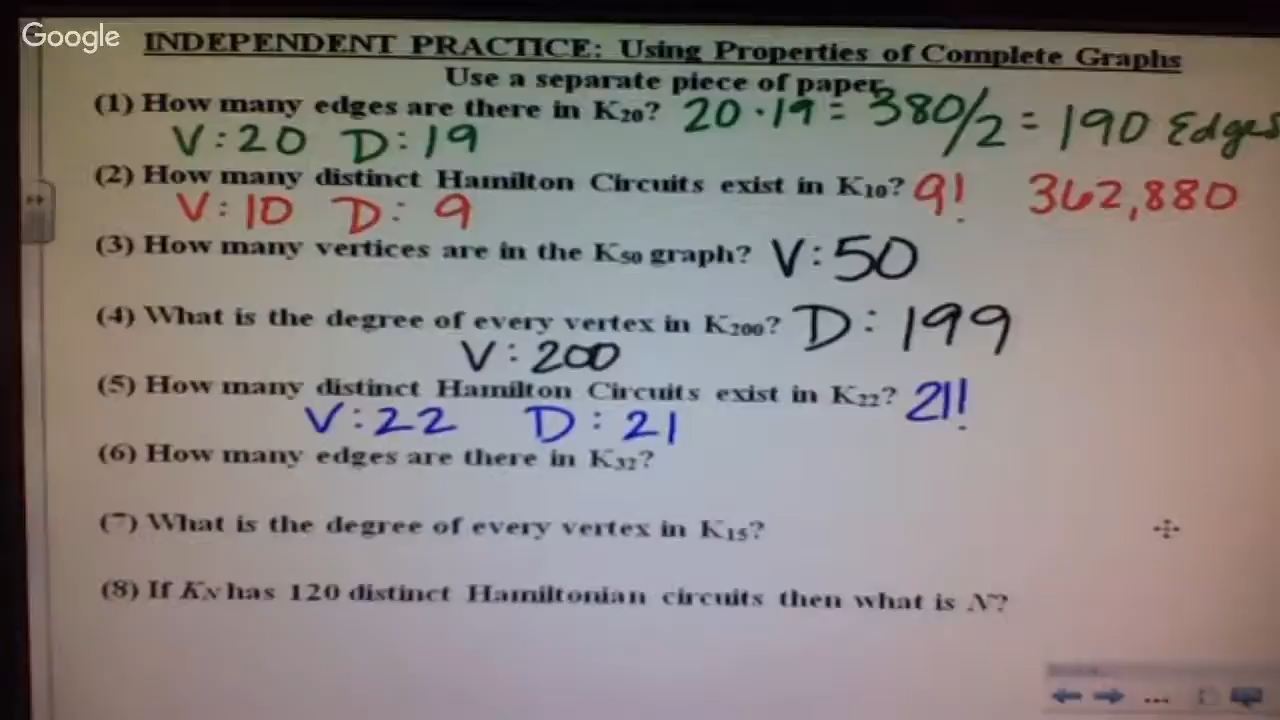 Google
INDEPENDENT PRACTICE: Using Properties of Complete Graphs
Use a separate piece of paper
(1) How many edges are there in K20? 20 · 19 = 380/2 = 190 Edges
V: 20 D: 19
(2) How many distinct Hamilton Circuits exist in K10? 9! 362,880
V: 10 D: 9
(3) How many vertices are in the K50 graph? V: 50
(4) What is the degree of every vertex in K200? D: 199
V: 200
(5) How many distinct Hamilton Circuits exist in K22? 21!
V: 22 D: 21
(6) How many edges are there in K32?
(7) What is the degree of every vertex in K15?
(8) If KN has 120 distinct Hamiltonian circuits then what is N?